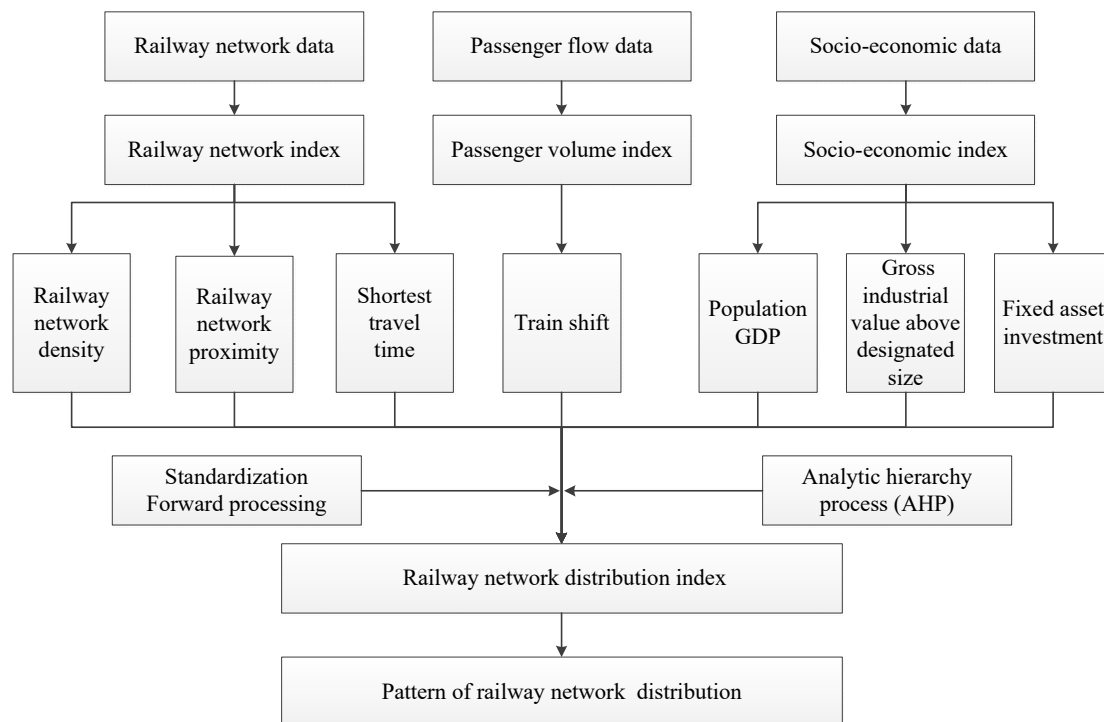 Railway network data
Passenger flow data
Socio-economic data
Railway network index
Passenger volume index
Socio-economic index
Railway
network
density
Railway
network
proximity
Shortest
travel
time
Train shift
Population
GDP
Gross
industrial
value above
designated
size
Fixed asset
investment
Standardization
Forward processing
Analytic hierarchy
process (AHP)
Railway network distribution index
Pattern of railway network distribution